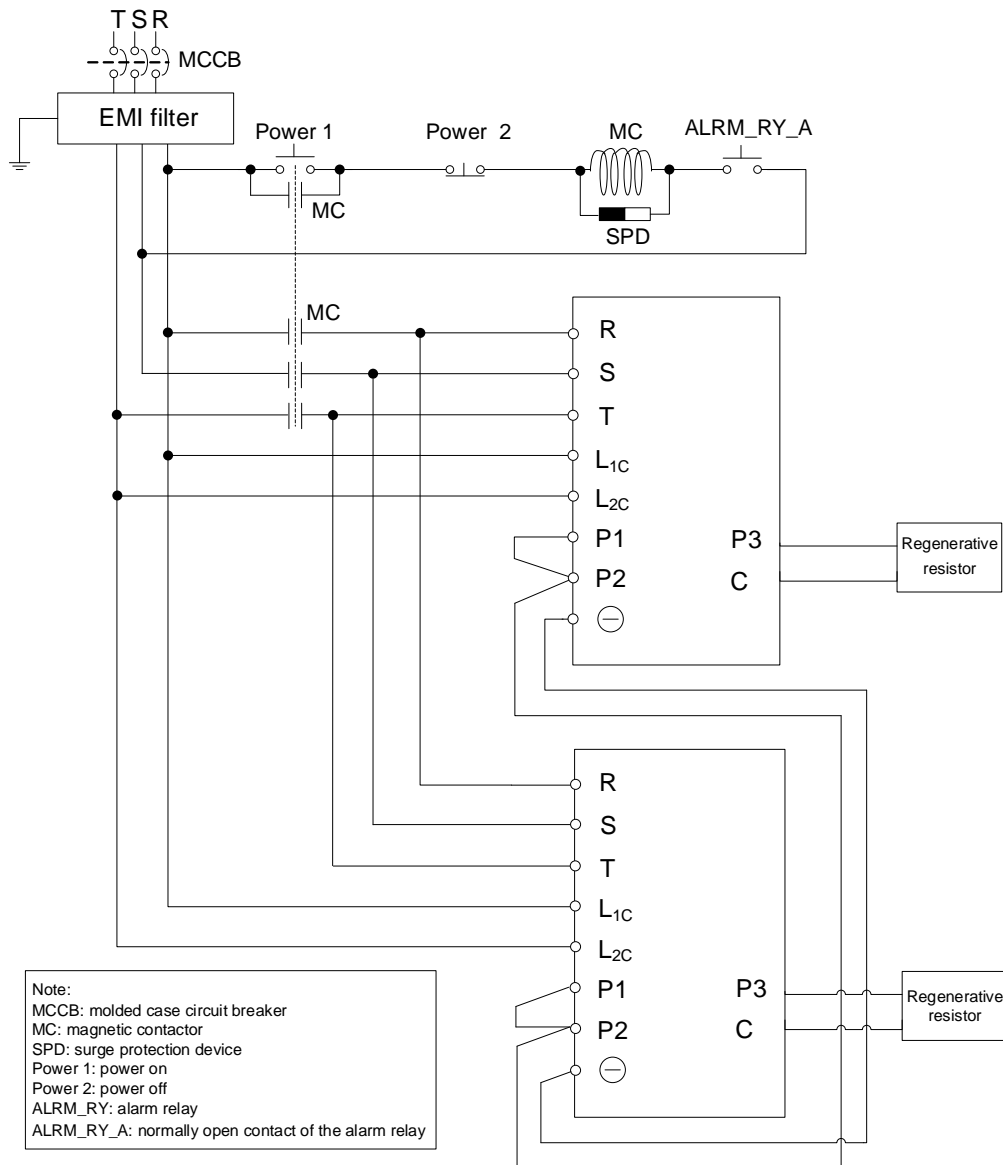 T S R
MCCB
EMI filter
Power 1
Power 2
MC
ALRM_RY_A
MC
SPD
MC
R
S
T
L1C
L2C
P1
P2
⊖
P3
C
Regenerative
resistor
R
S
T
L1C
L2C
P1
P2
⊖
P3
C
Regenerative
resistor
Note:
MCCB: molded case circuit breaker
MC: magnetic contactor
SPD: surge protection device
Power 1: power on
Power 2: power off
ALRM_RY: alarm relay
ALRM_RY_A: normally open contact of the alarm relay